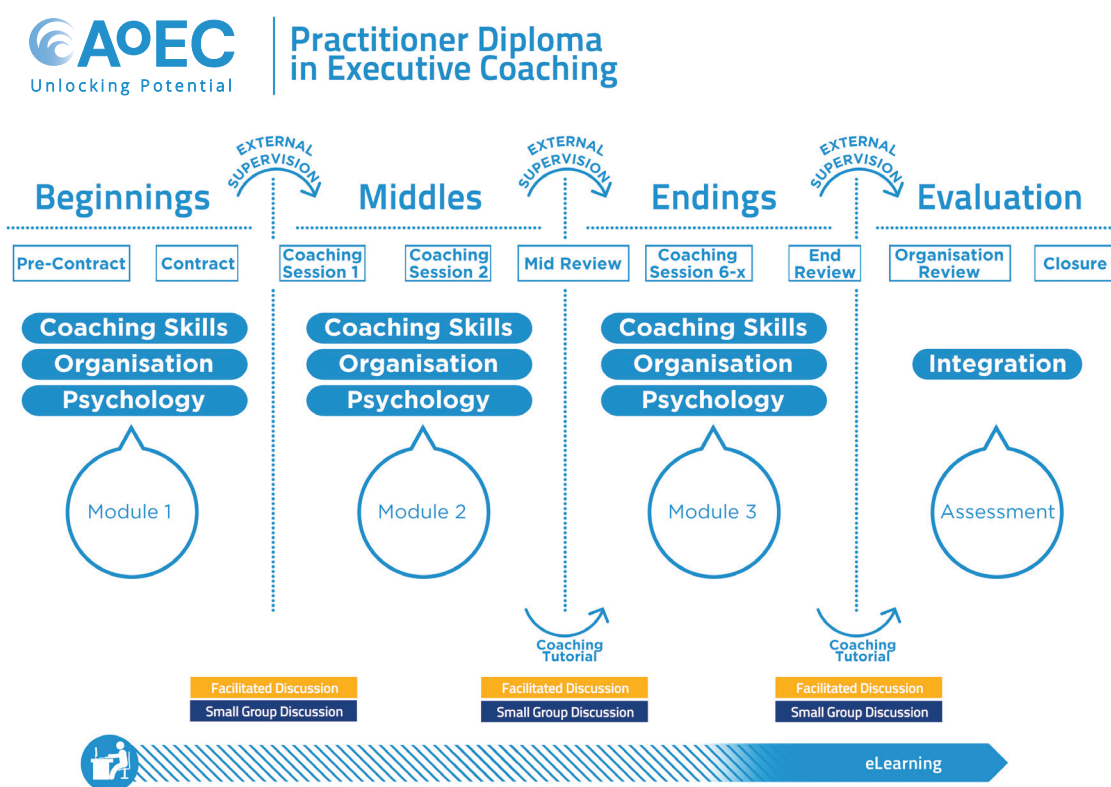 AoEC
Unlocking Potential
Practitioner Diploma
in Executive Coaching
EXTERNAL
SUPERVISION
EXTERNAL
SUPERVISION
EXTERNAL
SUPERVISION
Beginnings
Middles
Endings
Evaluation
Pre-Contract
Contract
Coaching
Session 1
Coaching
Session 2
Mid Review
Coaching
Session 6-x
End
Review
Organisation
Review
Closure
Coaching Skills
Organisation
Psychology
Coaching Skills
Organisation
Psychology
Coaching Skills
Organisation
Psychology
Integration
Module 1
Module 2
Module 3
Assessment
Coaching
Tutorial
Coaching
Tutorial
Facilitated Discussion
Small Group Discussion
Facilitated Discussion
Small Group Discussion
Facilitated Discussion
Small Group Discussion
eLearning